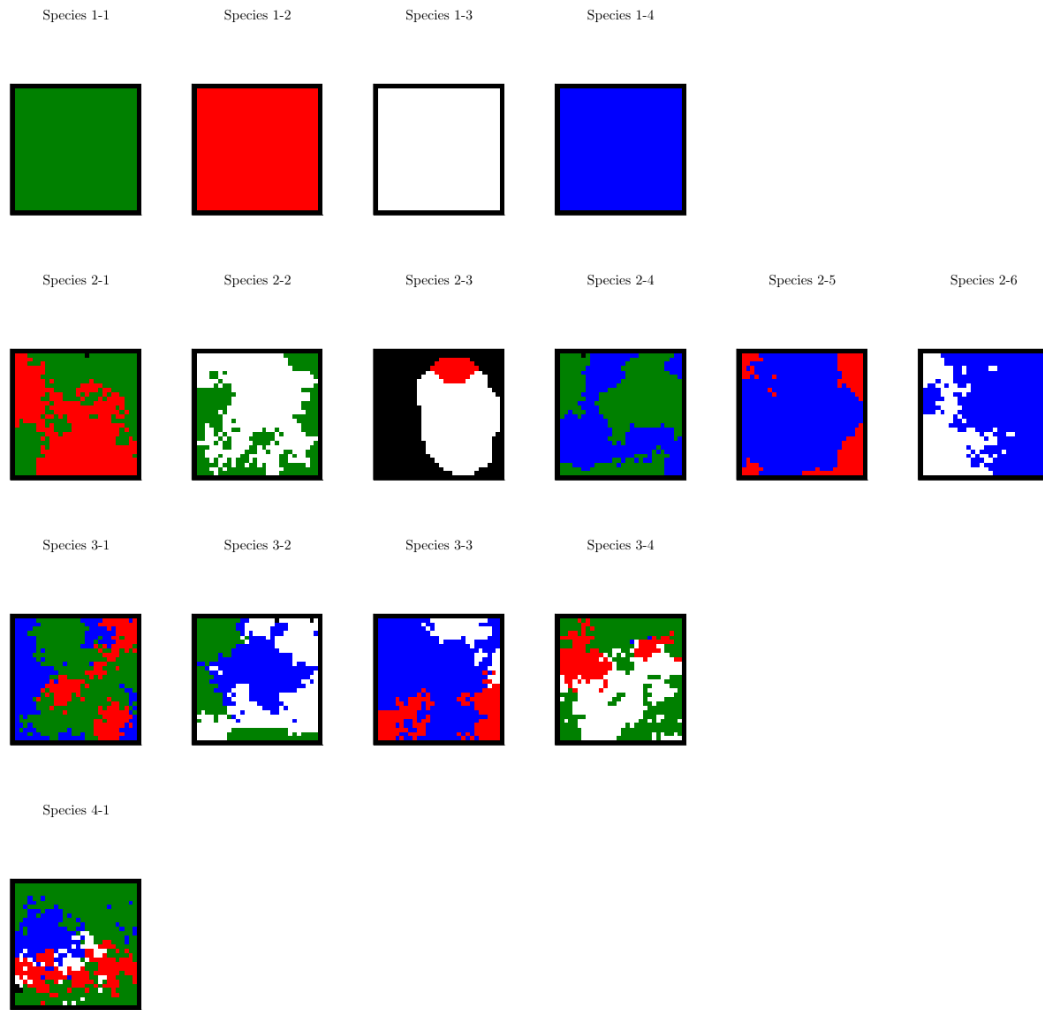 Species 1-1
Species 1-2
Species 1-3
Species 1-4
Species 2-1
Species 2-2
Species 2-3
Species 2-4
Species 2-5
Species 2-6
Species 3-1
Species 3-2
Species 3-3
Species 3-4
Species 4-1